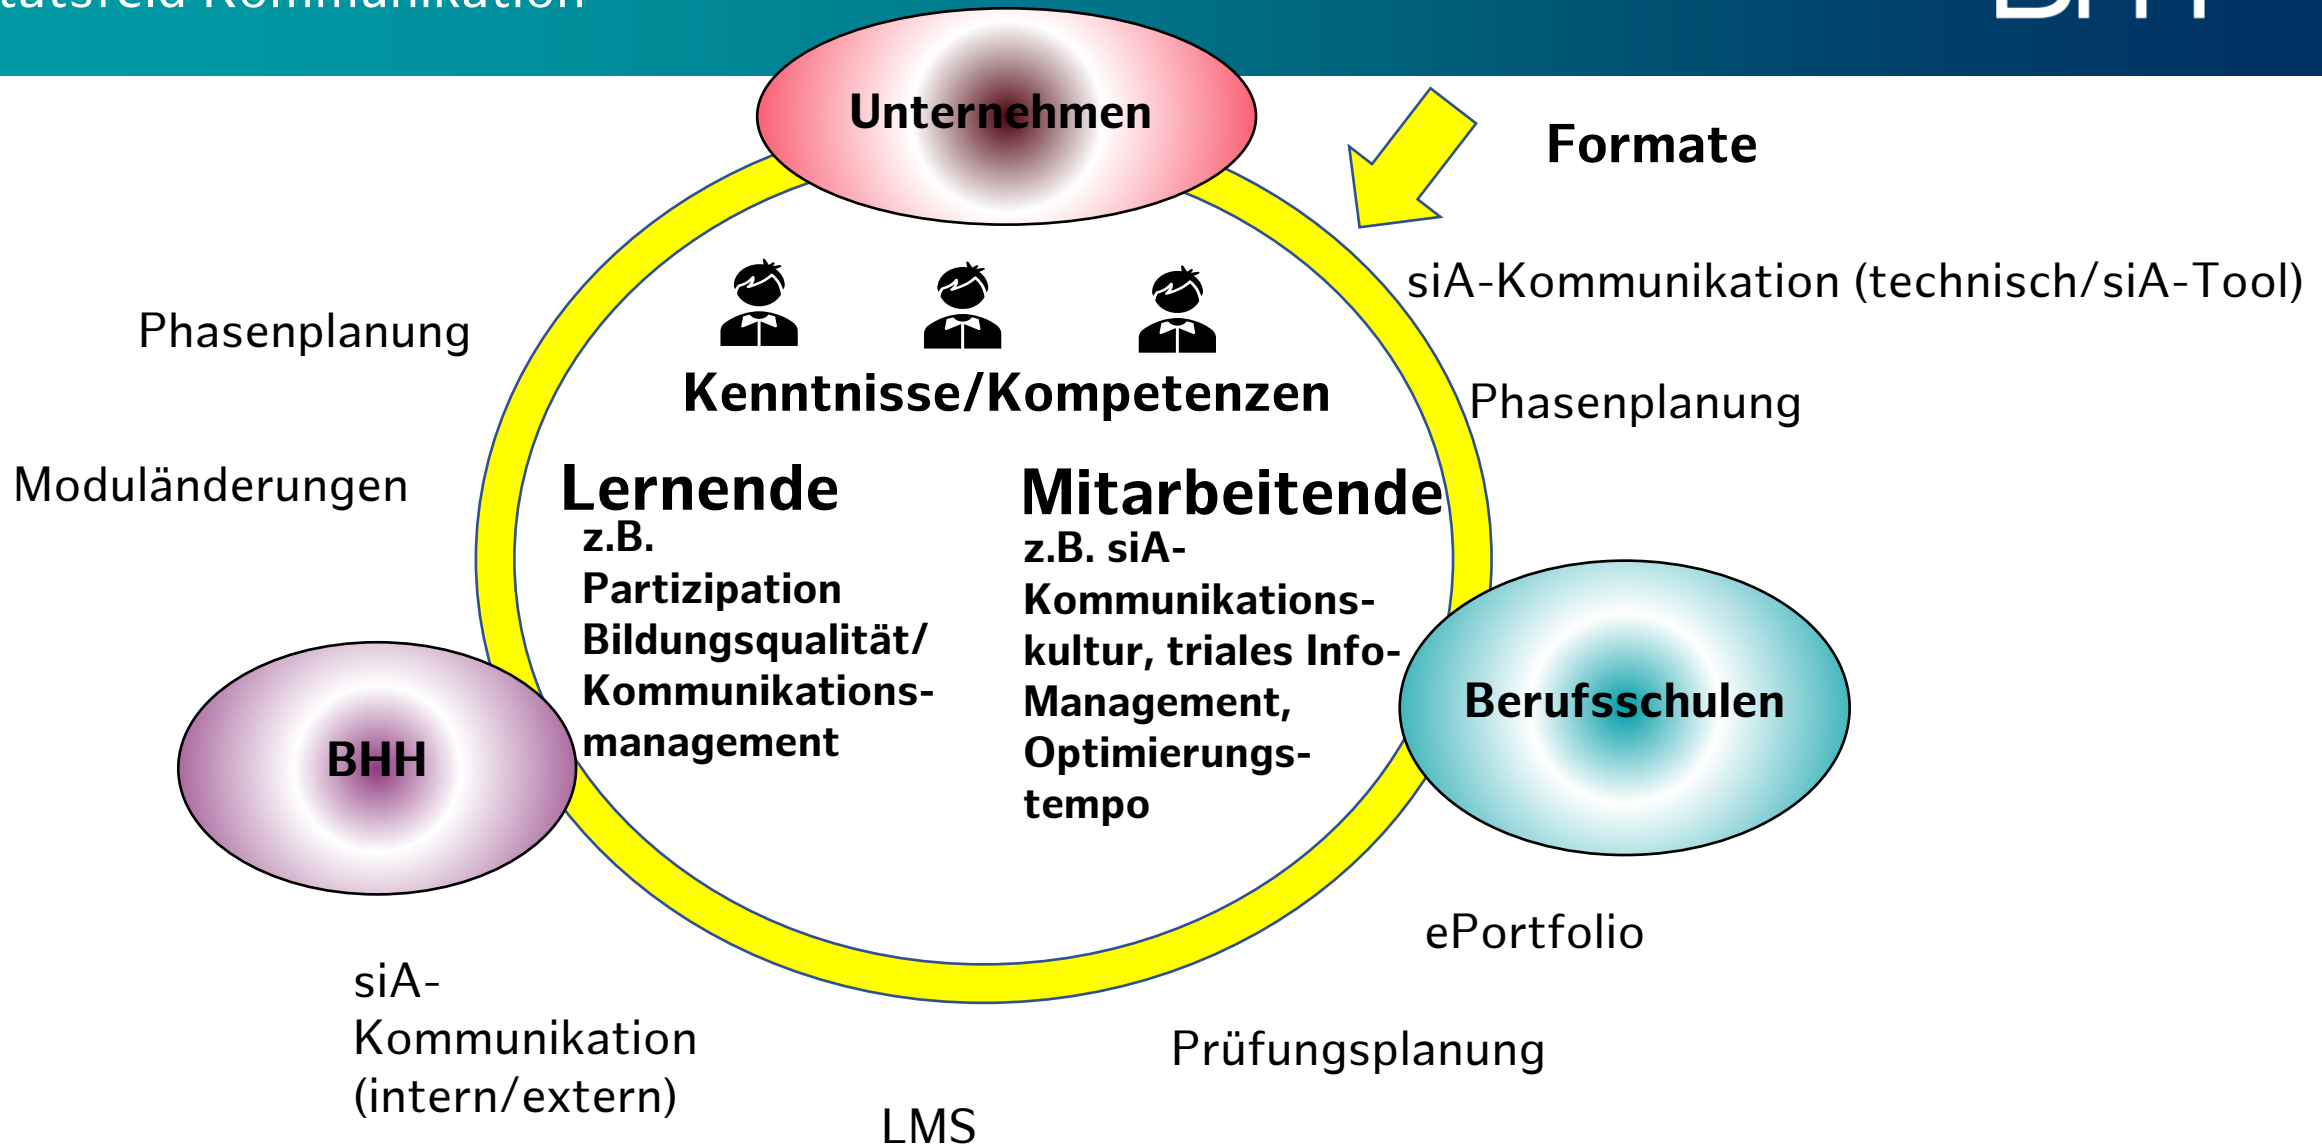 Kommunikation
Unternehmen
Formate
siA-Kommunikation (technisch/siA-Tool)
Phasenplanung
Kenntnisse/Kompetenzen
Phasenplanung
Moduländerungen
Lernende
z.B.
Partizipation
Bildungsqualität/
Kommunikations-
management
Mitarbeitende
z.B. siA-
Kommunikations-
kultur, triales Info-
Management,
Optimierungs-
tempo
BHH
Berufsschulen
ePortfolio
siA-
Kommunikation
(intern/extern)
Prüfungsplanung
LMS